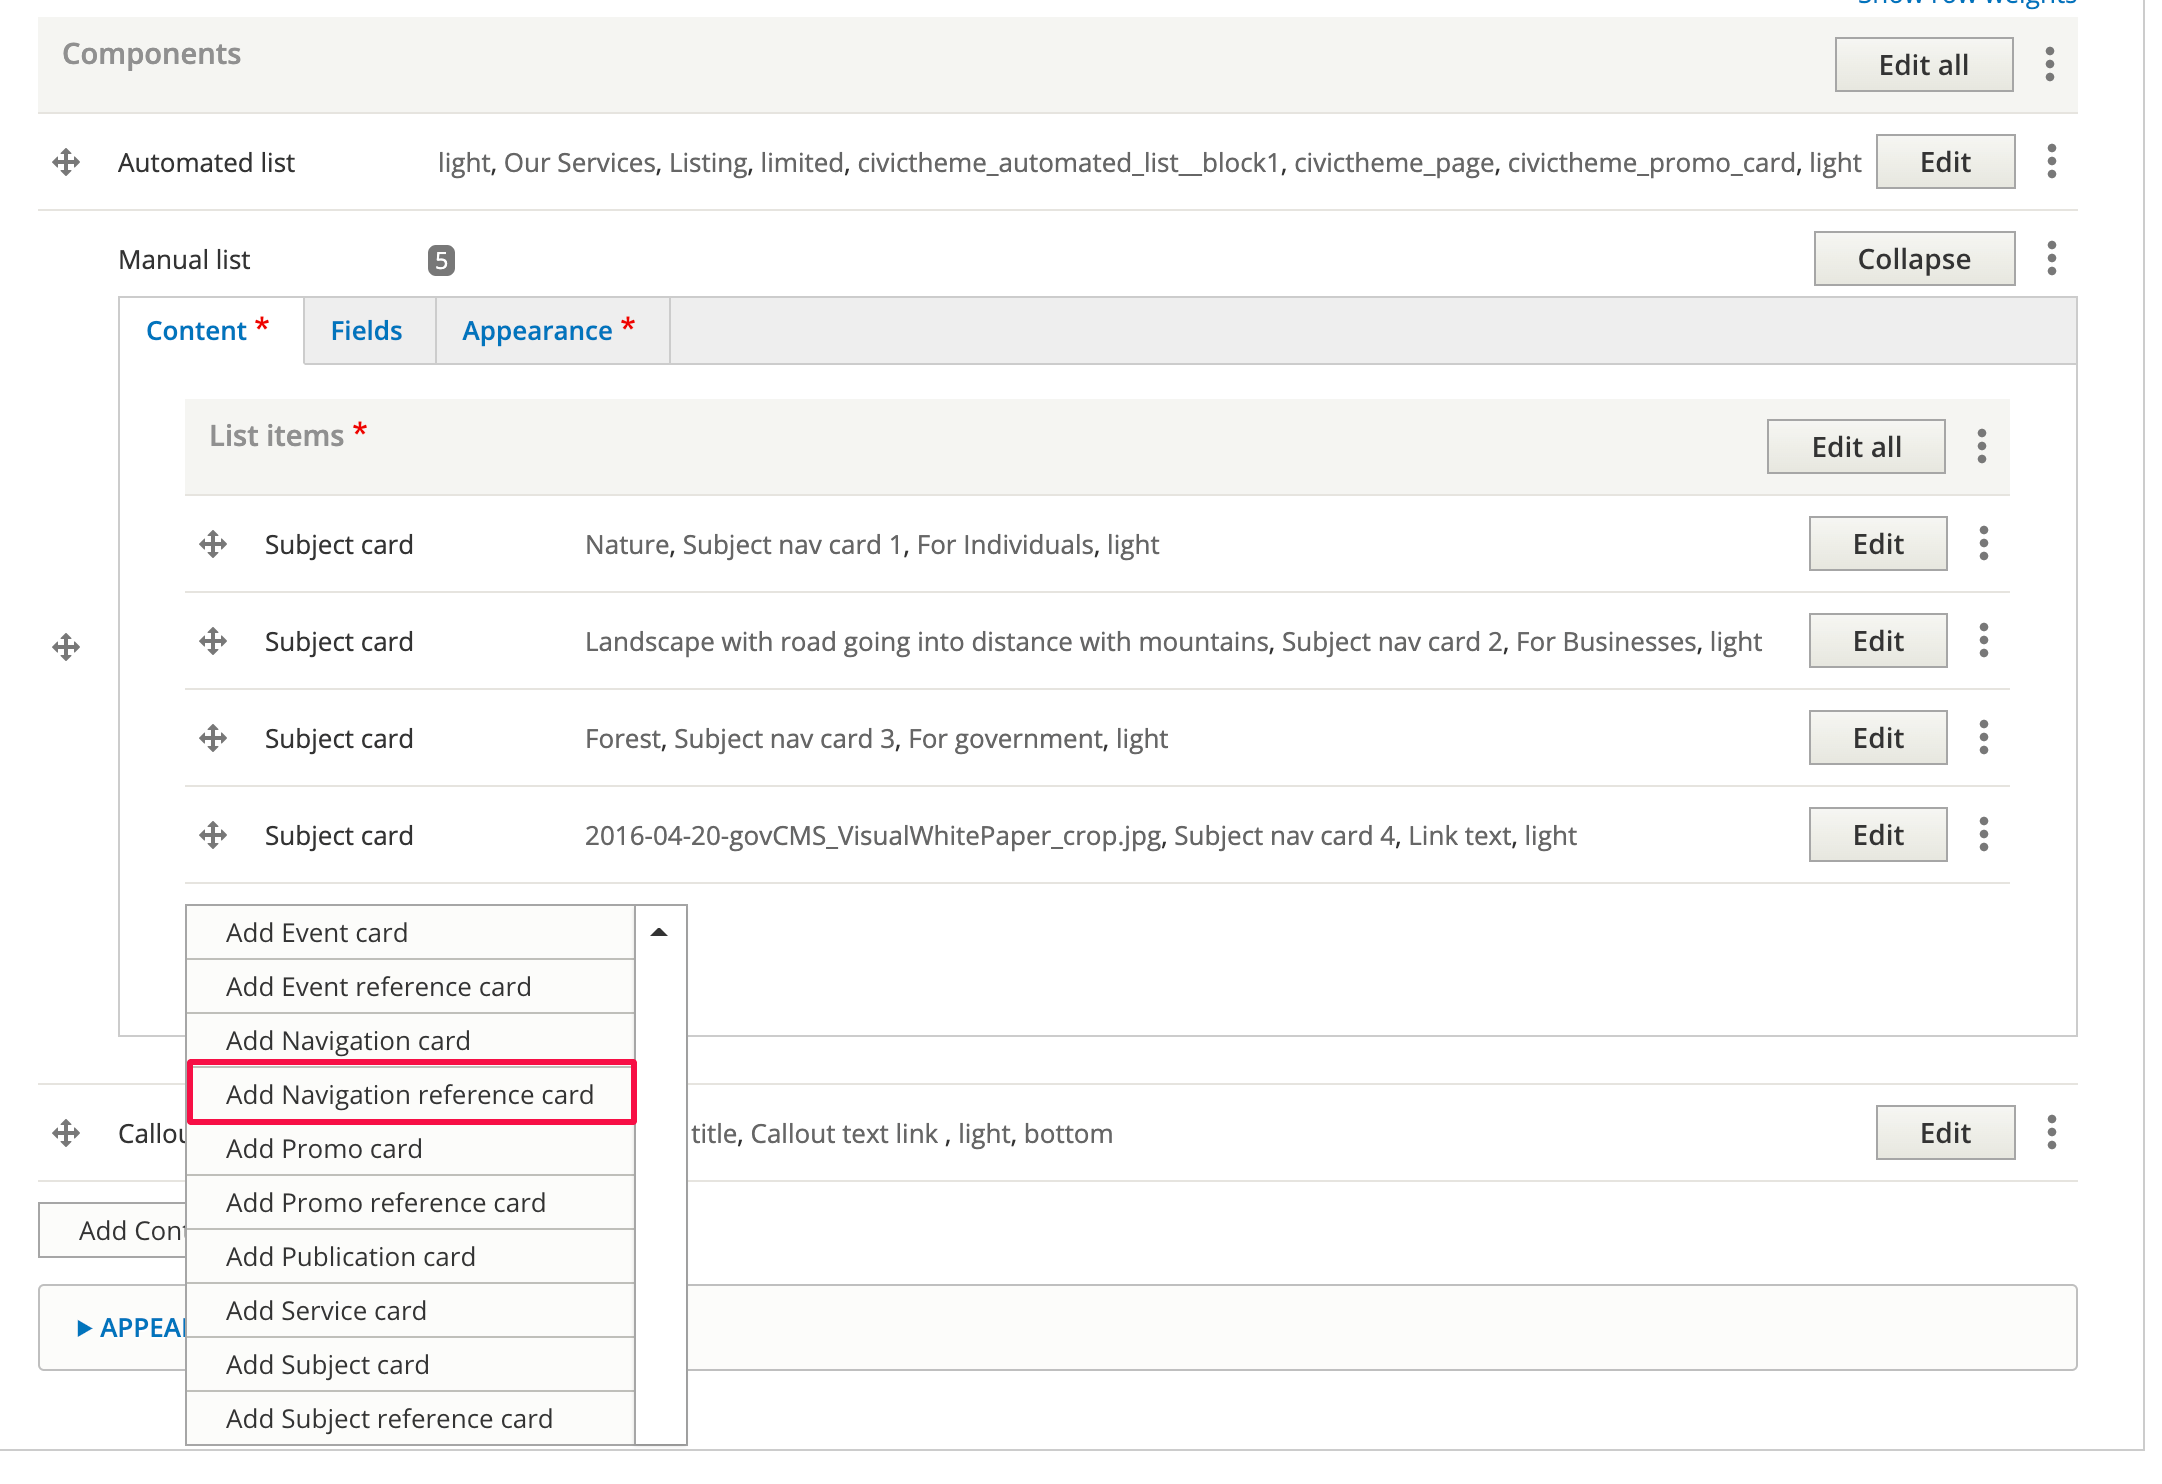 Show row weights
Components
Edit all
Automated list light, Our Services, Listing, limited, civictheme_automated_list__block1, civictheme_page, civictheme_promo_card, light Edit
Manual list 5 Collapse
Content * Fields Appearance *
List items * Edit all
Subject card Nature, Subject nav card 1, For Individuals, light Edit
Subject card Landscape with road going into distance with mountains, Subject nav card 2, For Businesses, light Edit
Subject card Forest, Subject nav card 3, For government, light Edit
Subject card 2016-04-20-govCMS_VisualWhitePaper_crop.jpg, Subject nav card 4, Link text, light Edit
Add Event card
Add Event reference card
Add Navigation card
Add Navigation reference card
Callou title, Callout text link , light, bottom Edit
Add Promo card
Add Promo reference card
Add Cont
Add Publication card
Add Service card
APPEAR
Add Subject card
Add Subject reference card